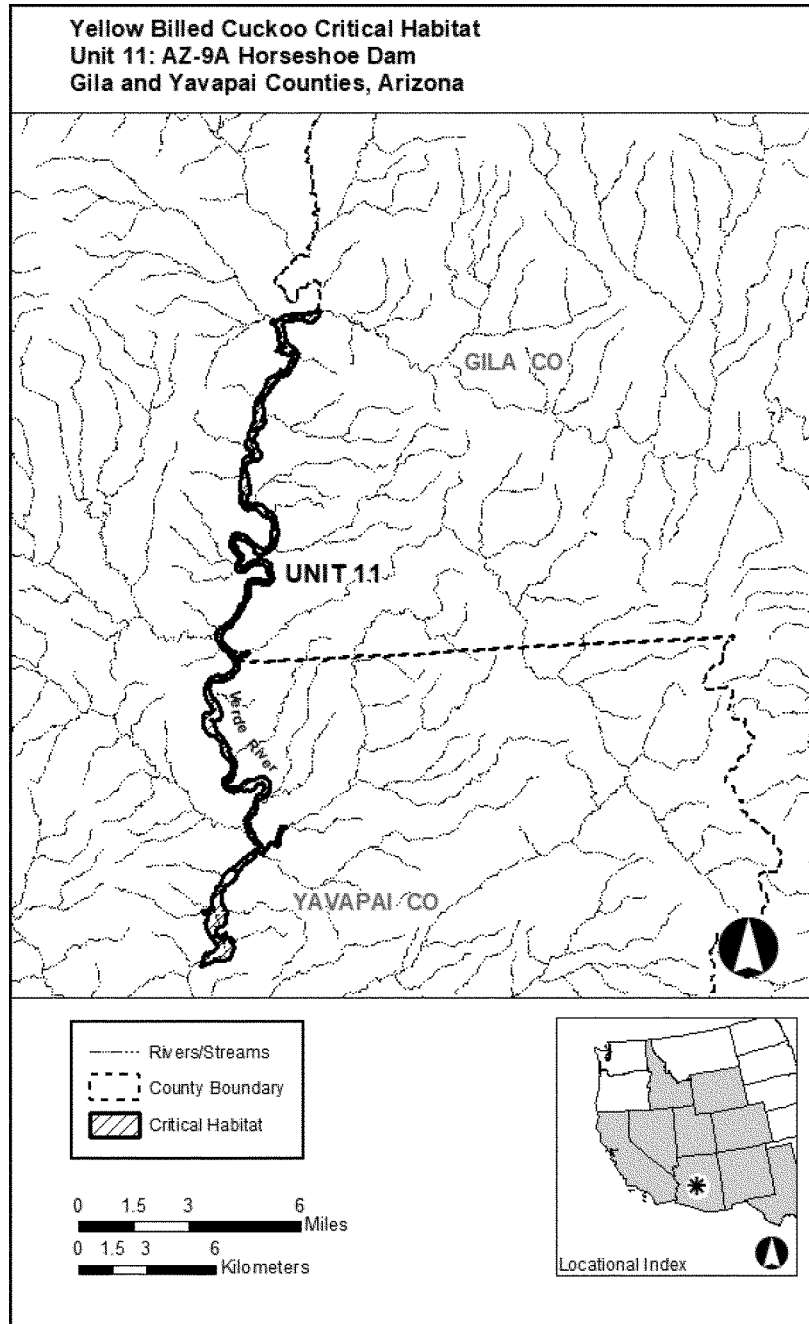 Yellow Billed Cuckoo Critical Habitat
Unit 11: AZ-9A Horseshoe Dam
Gila and Yavapai Counties, Arizona
GILA CO
UNIT 11
Verde River
YAVAPAI CO
Rivers/Streams
County Boundary
Critical Habitat
0 1.5 3 6
Miles
0 1.5 3 6
Kilometers
Locational Index